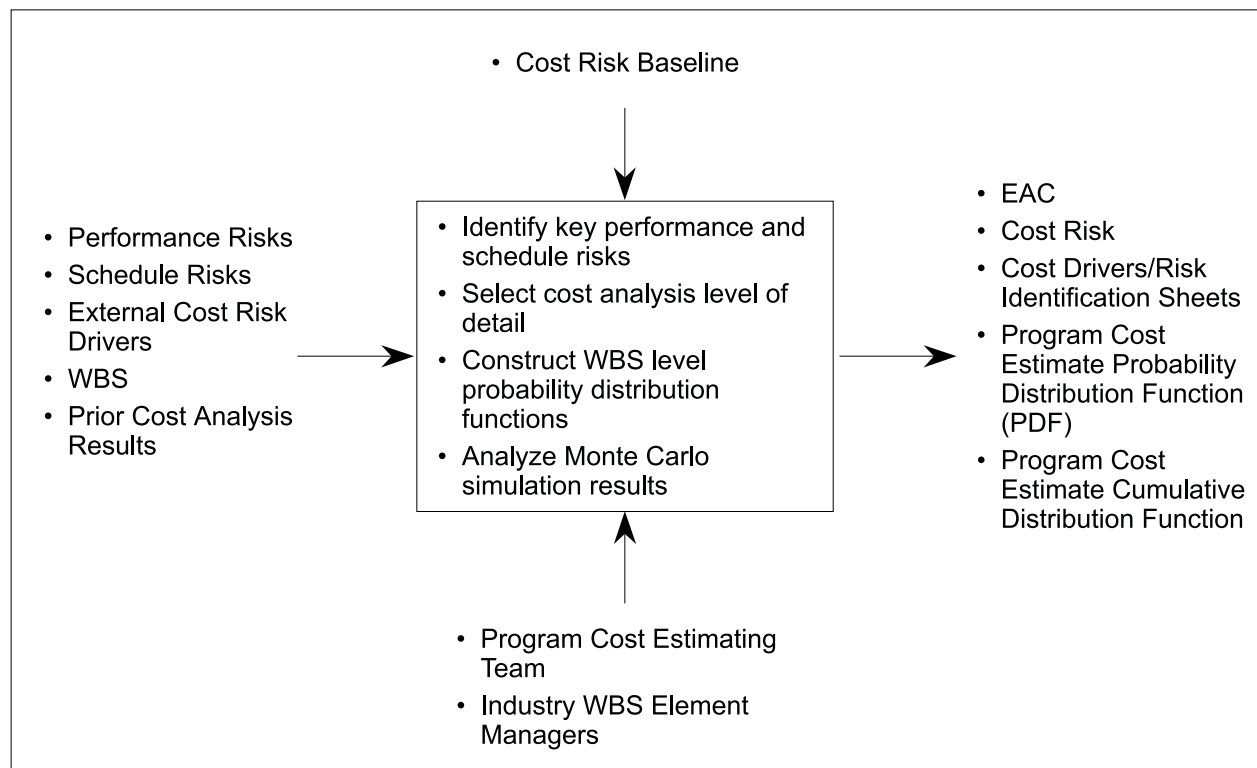 • Cost Risk Baseline
• Performance Risks
• Schedule Risks
• External Cost Risk
Drivers
• WBS
• Prior Cost Analysis
Results
• Identify key performance and
schedule risks
• Select cost analysis level of
detail
• Construct WBS level
probability distribution
functions
• Analyze Monte Carlo
simulation results
• EAC
• Cost Risk
• Cost Drivers/Risk
Identification Sheets
• Program Cost
Estimate Probability
Distribution Function
(PDF)
• Program Cost
Estimate Cumulative
Distribution Function
• Program Cost Estimating
Team
• Industry WBS Element
Managers